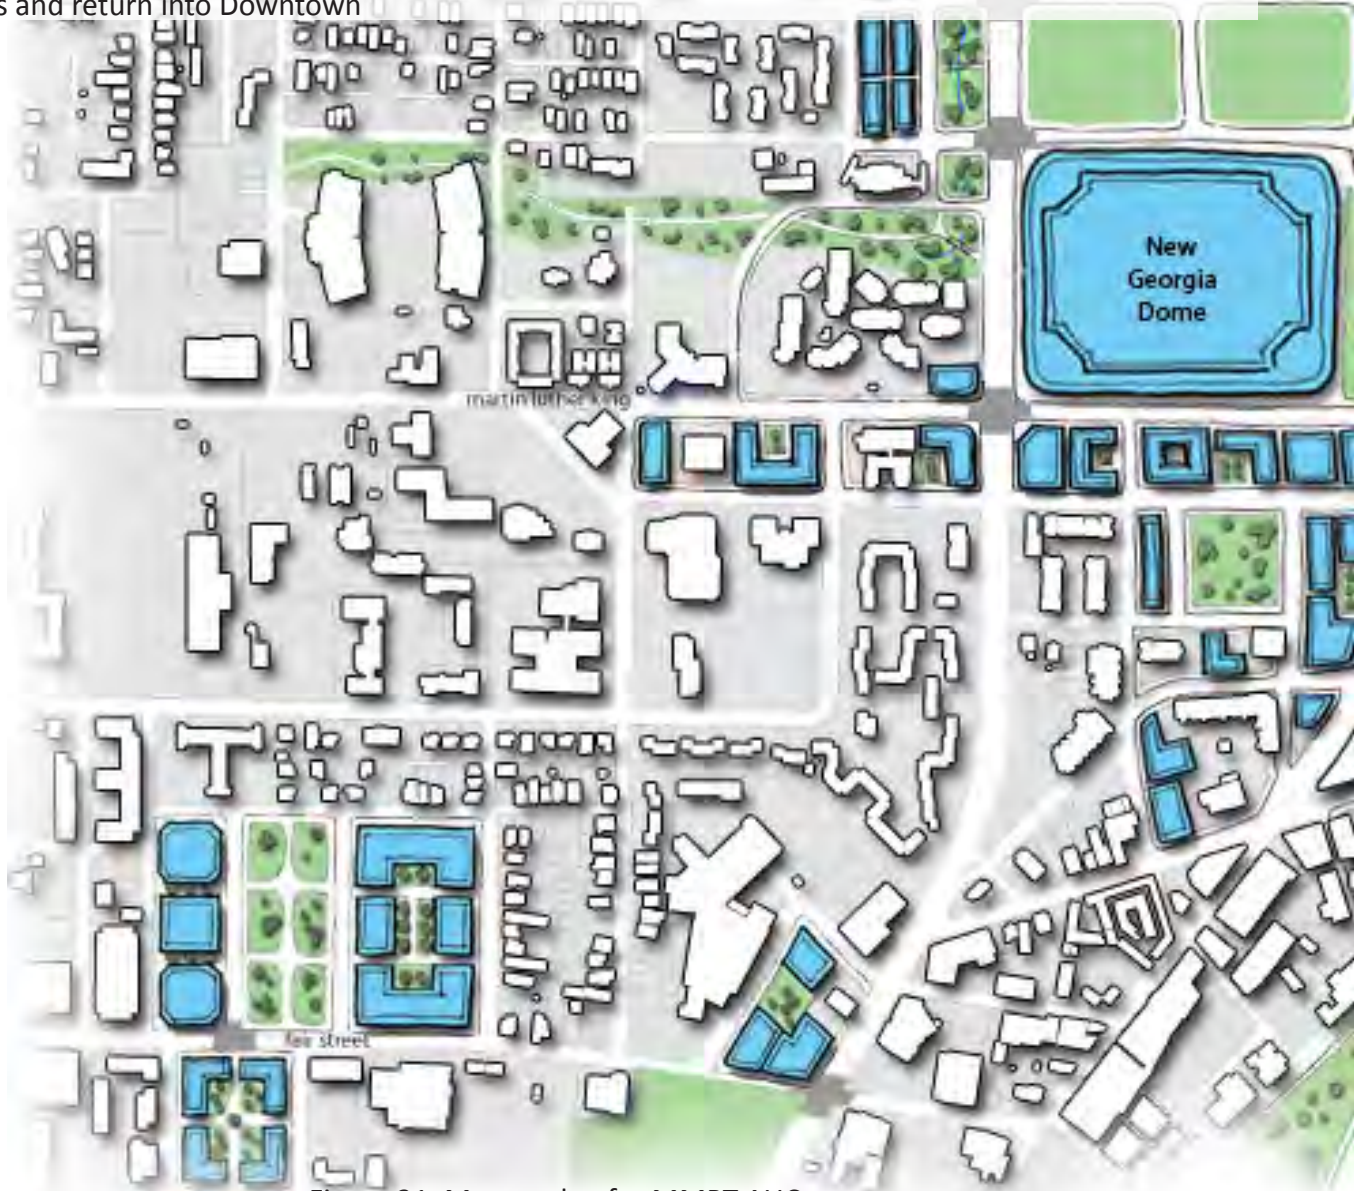 s and return into Downtown
New
Georgia
Dome
martin luther king
fair street